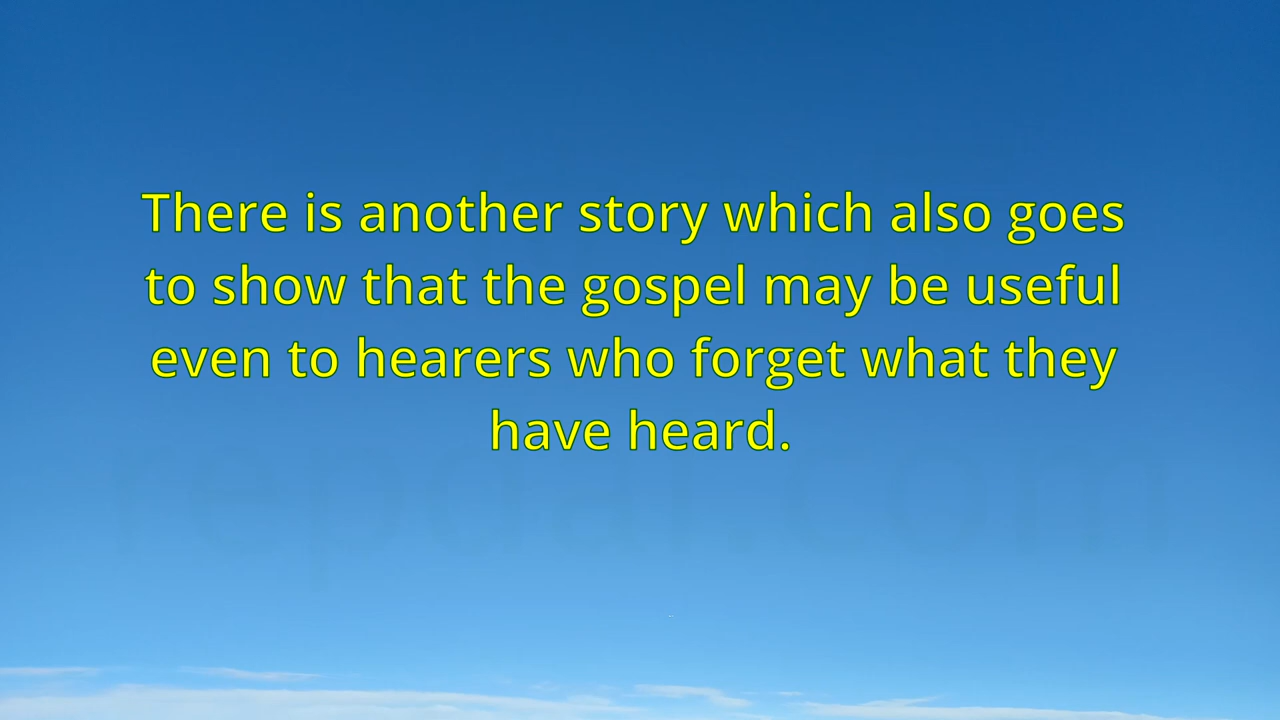 There is another story which also goes
to show that the gospel may be useful
even to hearers who forget what they
have heard.